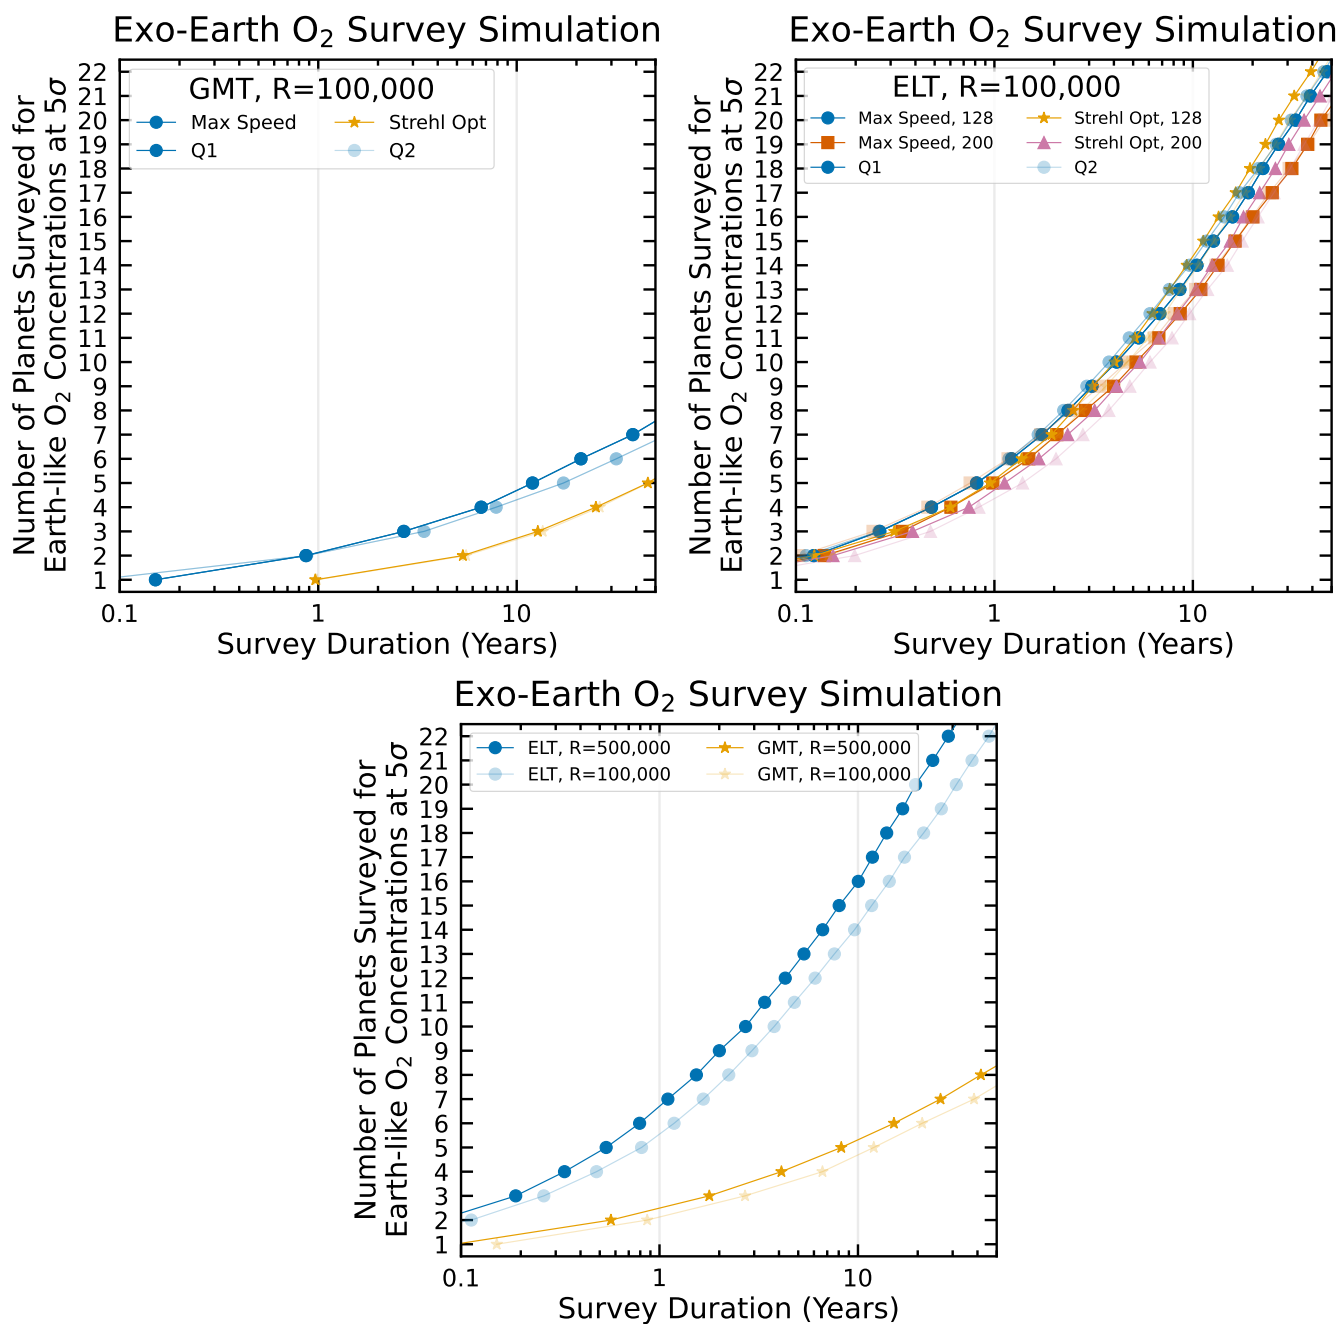 Exo-Earth O₂ Survey Simulation
GMT, R=100,000
Max Speed
Strehl Opt
Q1
Q2
Number of Planets Surveyed for
Earth-like O₂ Concentrations at 5σ
22
21
20
19
18
17
16
15
14
13
12
11
10
9
8
7
6
5
4
3
2
1
0.1
1
10
Survey Duration (Years)
Exo-Earth O₂ Survey Simulation
ELT, R=100,000
Max Speed, 128
Strehl Opt, 128
Max Speed, 200
Strehl Opt, 200
Q1
Q2
Number of Planets Surveyed for
Earth-like O₂ Concentrations at 5σ
22
21
20
19
18
17
16
15
14
13
12
11
10
9
8
7
6
5
4
3
2
1
0.1
1
10
Survey Duration (Years)
Exo-Earth O₂ Survey Simulation
ELT, R=500,000
GMT, R=500,000
ELT, R=100,000
GMT, R=100,000
Number of Planets Surveyed for
Earth-like O₂ Concentrations at 5σ
22
21
20
19
18
17
16
15
14
13
12
11
10
9
8
7
6
5
4
3
2
1
0.1
1
10
Survey Duration (Years)